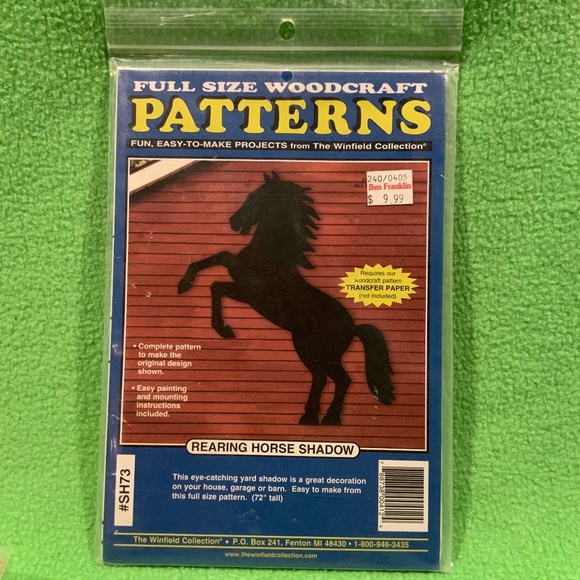 FULL SIZE WOODCRAFT
PATTERNS
FUN, EASY-TO-MAKE PROJECTS from The Winfield Collection®
240/0405
Ben Franklin
$ 9.99
Requires our
woodcraft pattern
TRANSFER PAPER
(not included)
• Complete pattern
to make the
original design
shown.
• Easy painting
and mounting
instructions
included.
REARING HORSE SHADOW
#SH73
This eye-catching yard shadow is a great decoration
on your house, garage or barn. Easy to make from
this full size pattern. (72" tall)
The Winfield Collection® • P.O. Box 241, Fenton MI 48430 • 1-800-946-3435
www.thewinfieldcollection.com